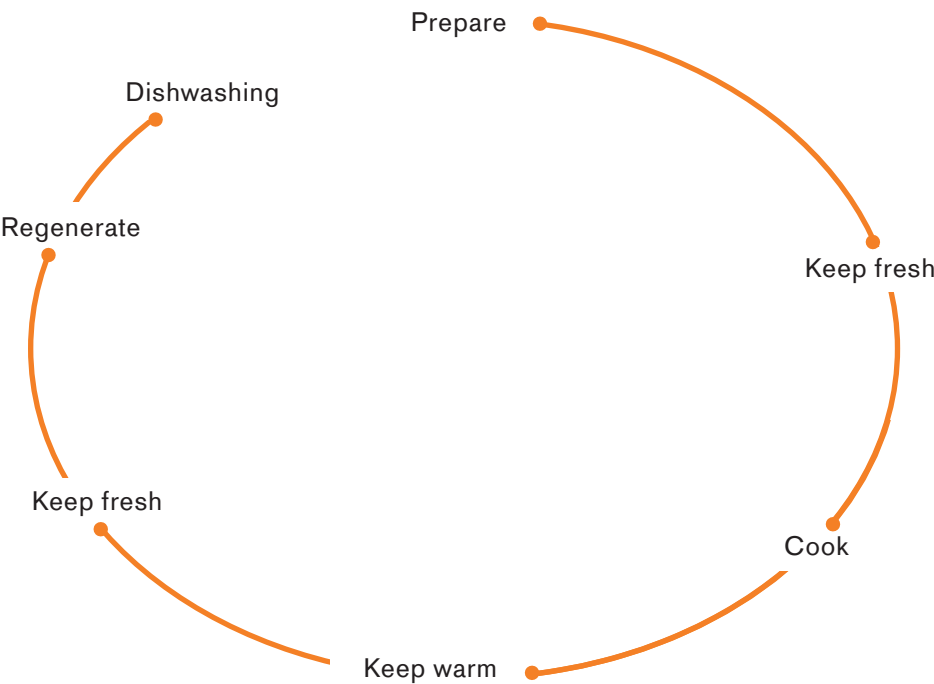 Prepare
Keep fresh
Cook
Keep warm
Keep fresh
Regenerate
Dishwashing